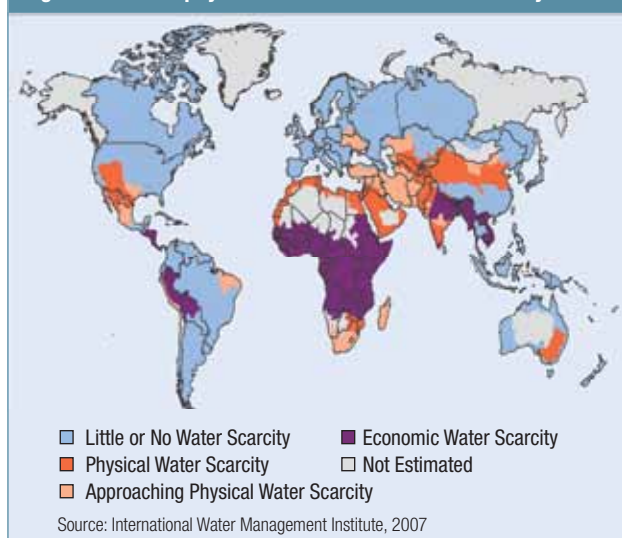 Little or No Water Scarcity
Economic Water Scarcity
Physical Water Scarcity
Not Estimated
Approaching Physical Water Scarcity
Source: International Water Management Institute, 2007